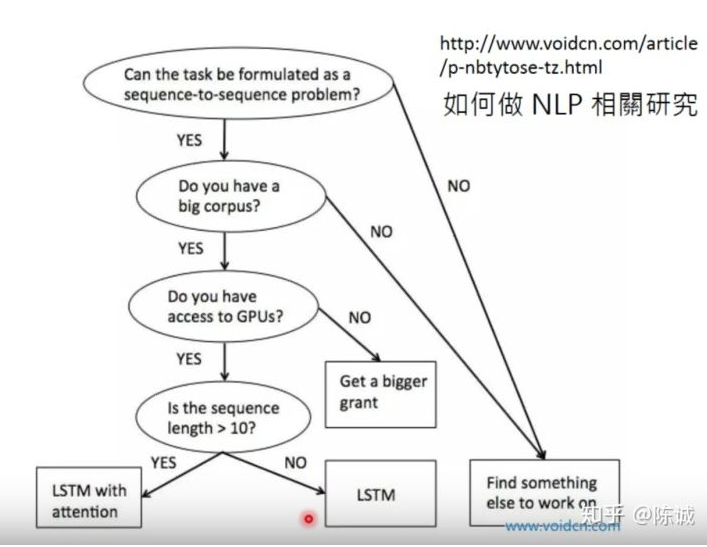 http://www.voidcn.com/article
/p-nbtytose-tz.html
如何做 NLP 相關研究
Can the task be formulated as a
sequence-to-sequence problem?
YES
NO
Do you have a
big corpus?
NO
YES
Do you have
access to GPUs?
NO
YES
Get a bigger
grant
Is the sequence
length > 10?
YES
NO
LSTM with
attention
LSTM
Find something
else to work on
知乎 @陈诚
www.voidcn.com